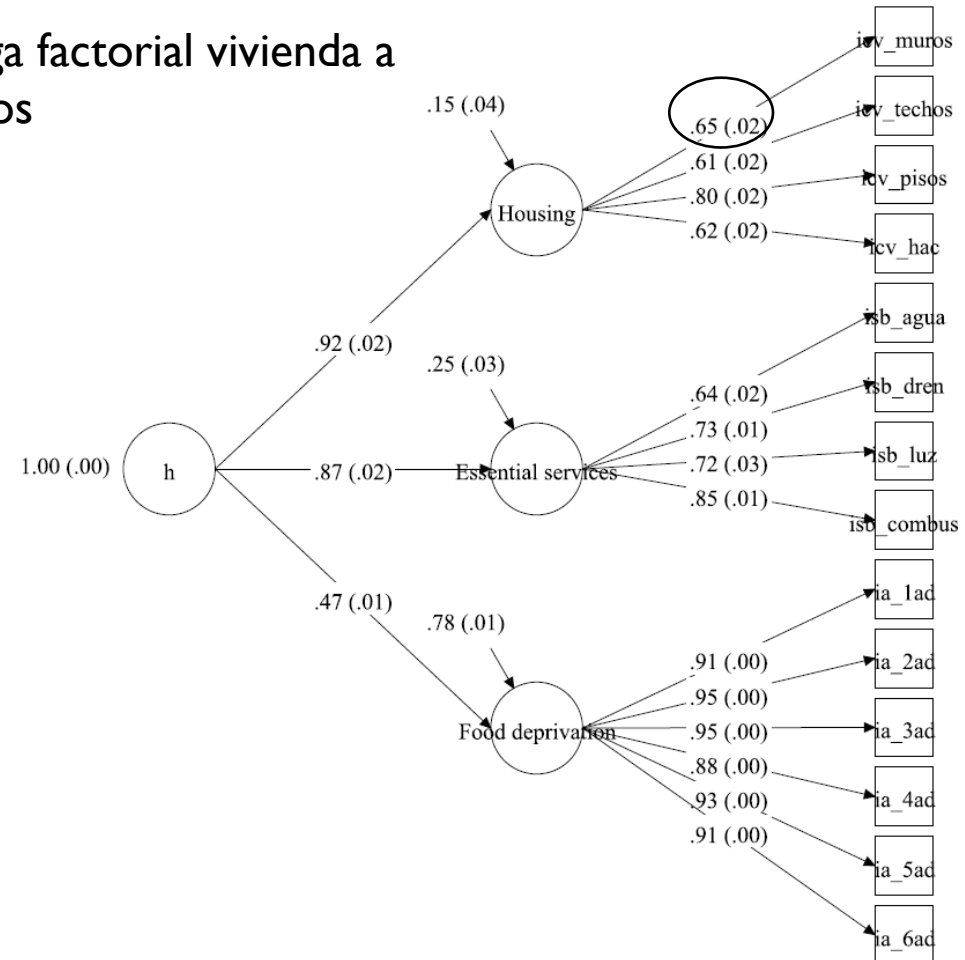 ga factorial vivienda a
os
.15 (.04)
Housing
.65 (.02)
.61 (.02)
.80 (.02)
.62 (.02)
icv_muros
icv_techos
icv_pisos
icv_hac
.92 (.02)
.25 (.03)
Essential services
.64 (.02)
.73 (.01)
.72 (.03)
.85 (.01)
isb_agua
isb_dren
isb_luz
isb_combus
1.00 (.00)
h
.87 (.02)
.47 (.01)
.78 (.01)
Food deprivation
.91 (.00)
.95 (.00)
.95 (.00)
.88 (.00)
.93 (.00)
.91 (.00)
ia_1ad
ia_2ad
ia_3ad
ia_4ad
ia_5ad
ia_6ad